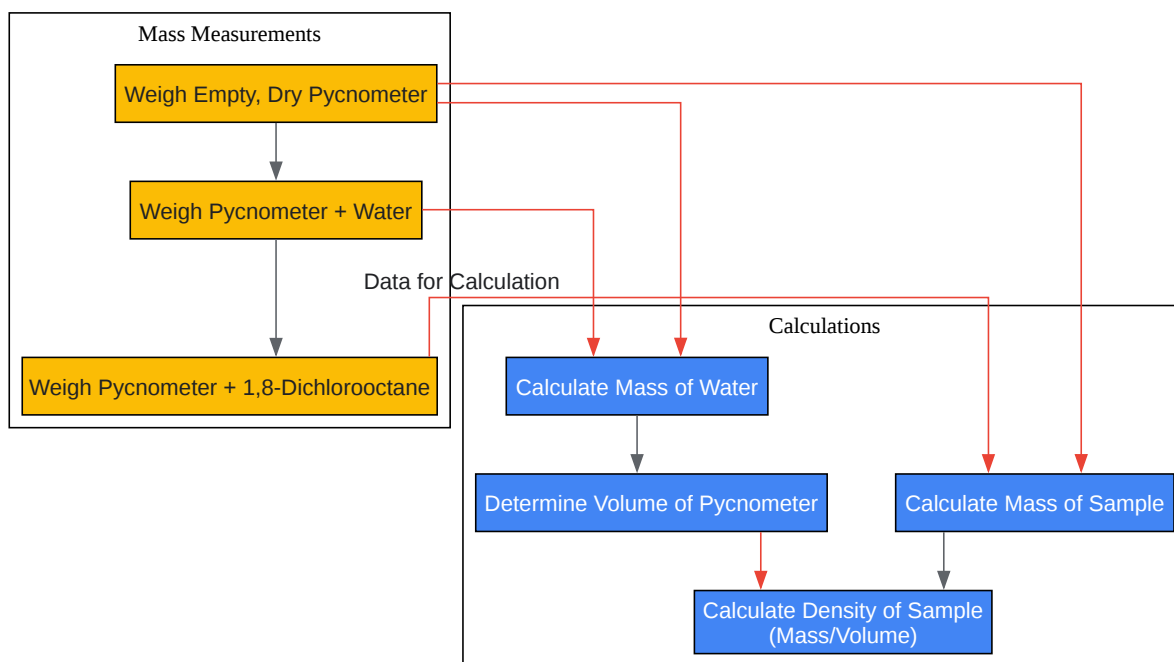 Mass Measurements
Weigh Empty, Dry Pycnometer
Weigh Pycnometer + Water
Data for Calculation
Weigh Pycnometer + 1,8-Dichlorooctane
Calculations
Calculate Mass of Water
Determine Volume of Pycnometer
Calculate Mass of Sample
Calculate Density of Sample
(Mass/Volume)